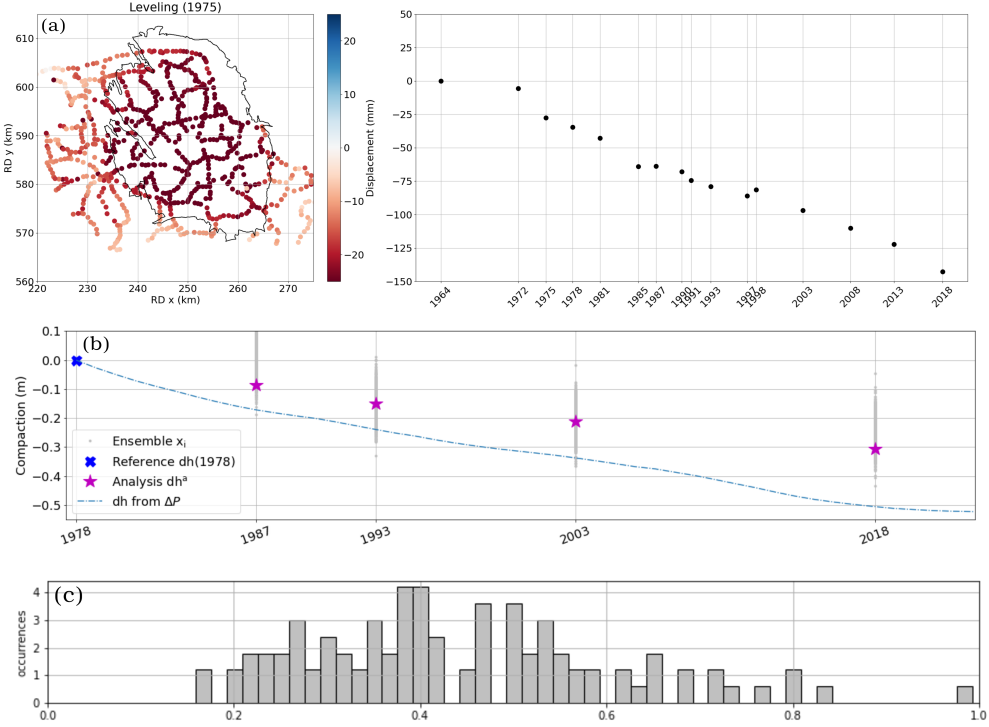 Leveling (1975)
(a)
RD y (km)
610
600
590
580
570
560
220 230 240 250 260 270
RD x (km)
20
10
0
−10
−20
Displacement (mm)
50
25
0
−25
−50
−75
−100
−125
−150
1964 1972 1975 1978 1981 1985 1987 1990 1991 1993 1997 1998 2003 2008 2013 2018
(b)
Compaction (m)
0.1
0.0
−0.1
−0.2
−0.3
−0.4
−0.5
Ensemble xi
Reference dh(1978)
Analysis dhᵃ
dh from ΔP
1978 1987 1993 2003 2018
(c)
occurrences
4
3
2
1
0
0.0 0.2 0.4 0.6 0.8 1.0